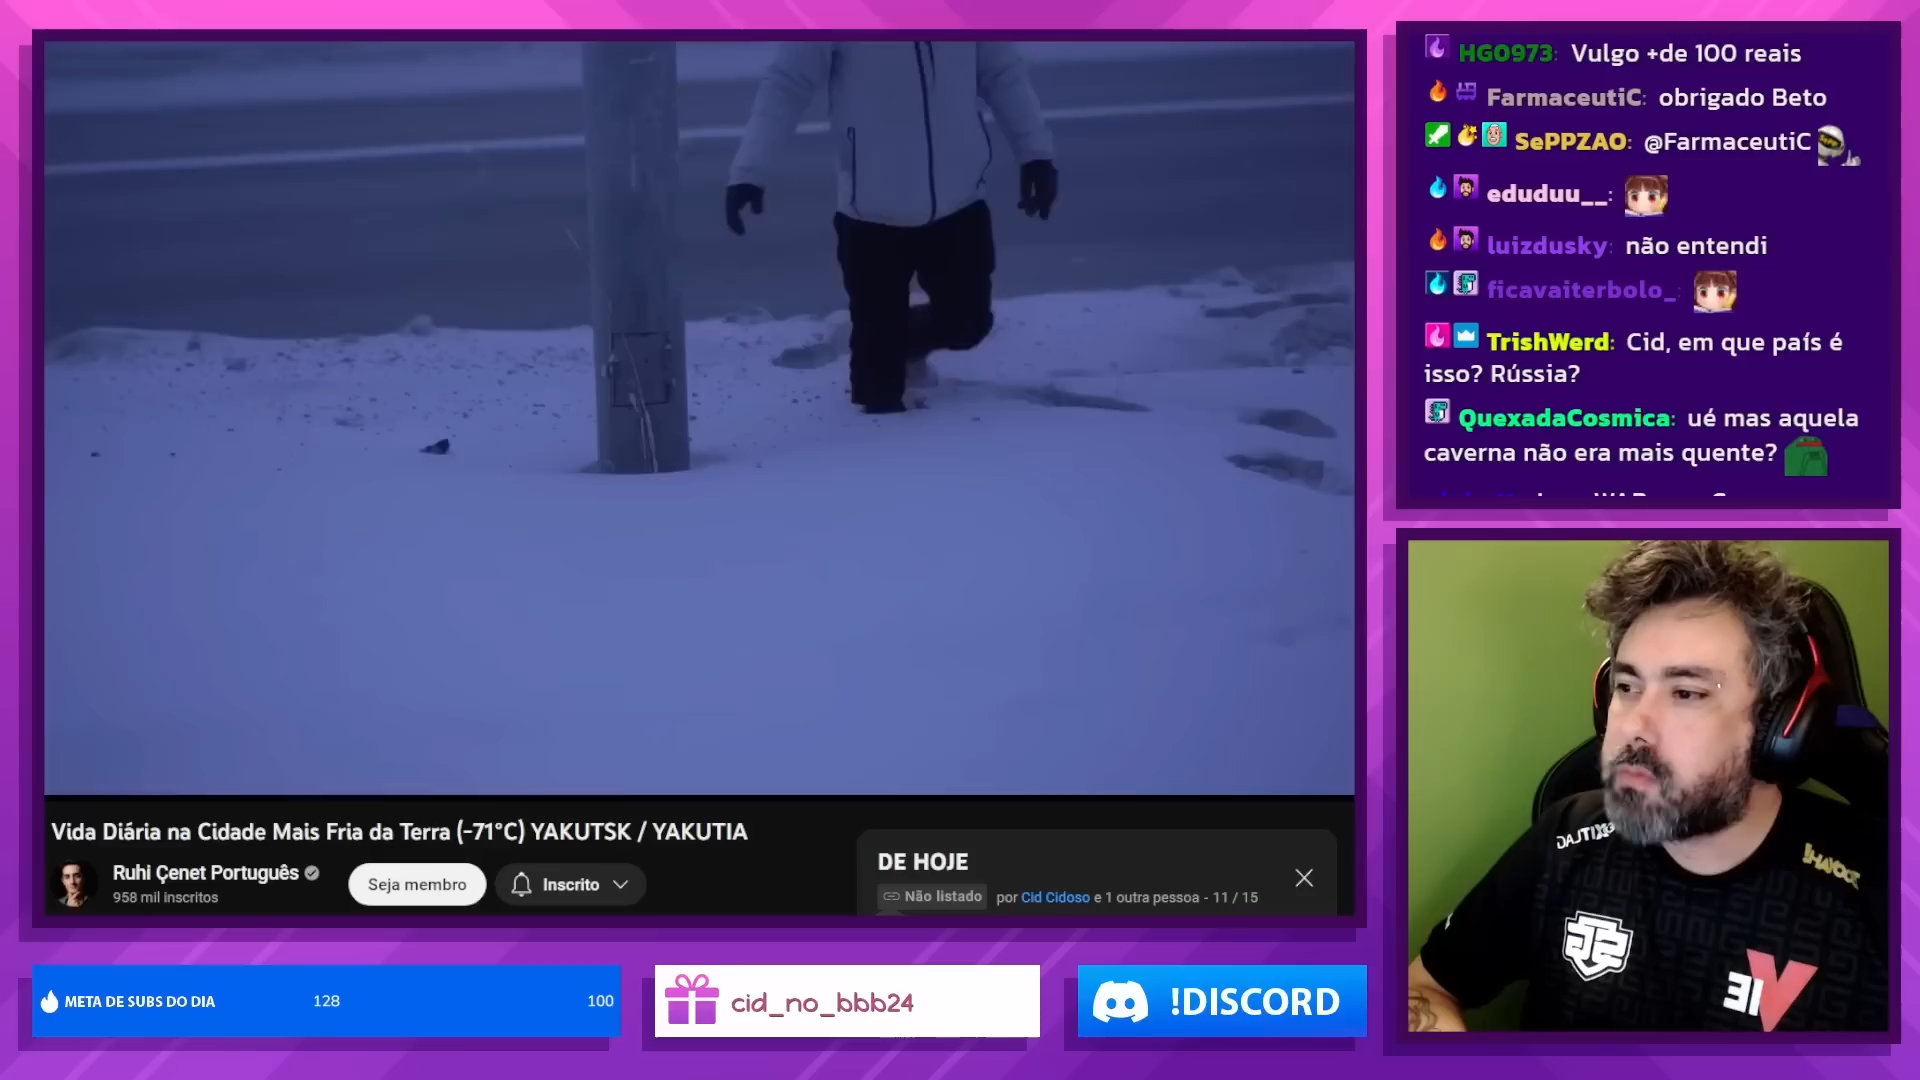 HGO973: Vulgo +de 100 reais
FarmaceutiC: obrigado Beto
SePPZAO: @FarmaceutiC
eduduu__:
luizdusky: não entendi
ficavaiterbolo_:
TrishWerd: Cid, em que país é
isso? Rússia?
QuexadaCosmica: ué mas aquela
caverna não era mais quente?
Vida Diária na Cidade Mais Fria da Terra (-71°C) YAKUTSK / YAKUTIA
Ruhi Çenet Português
958 mil inscritos
Seja membro
Inscrito
DE HOJE
Não listado
por Cid Cidoso e 1 outra pessoa - 11 / 15
META DE SUBS DO DIA
128
100
cid_no_bbb24
!DISCORD